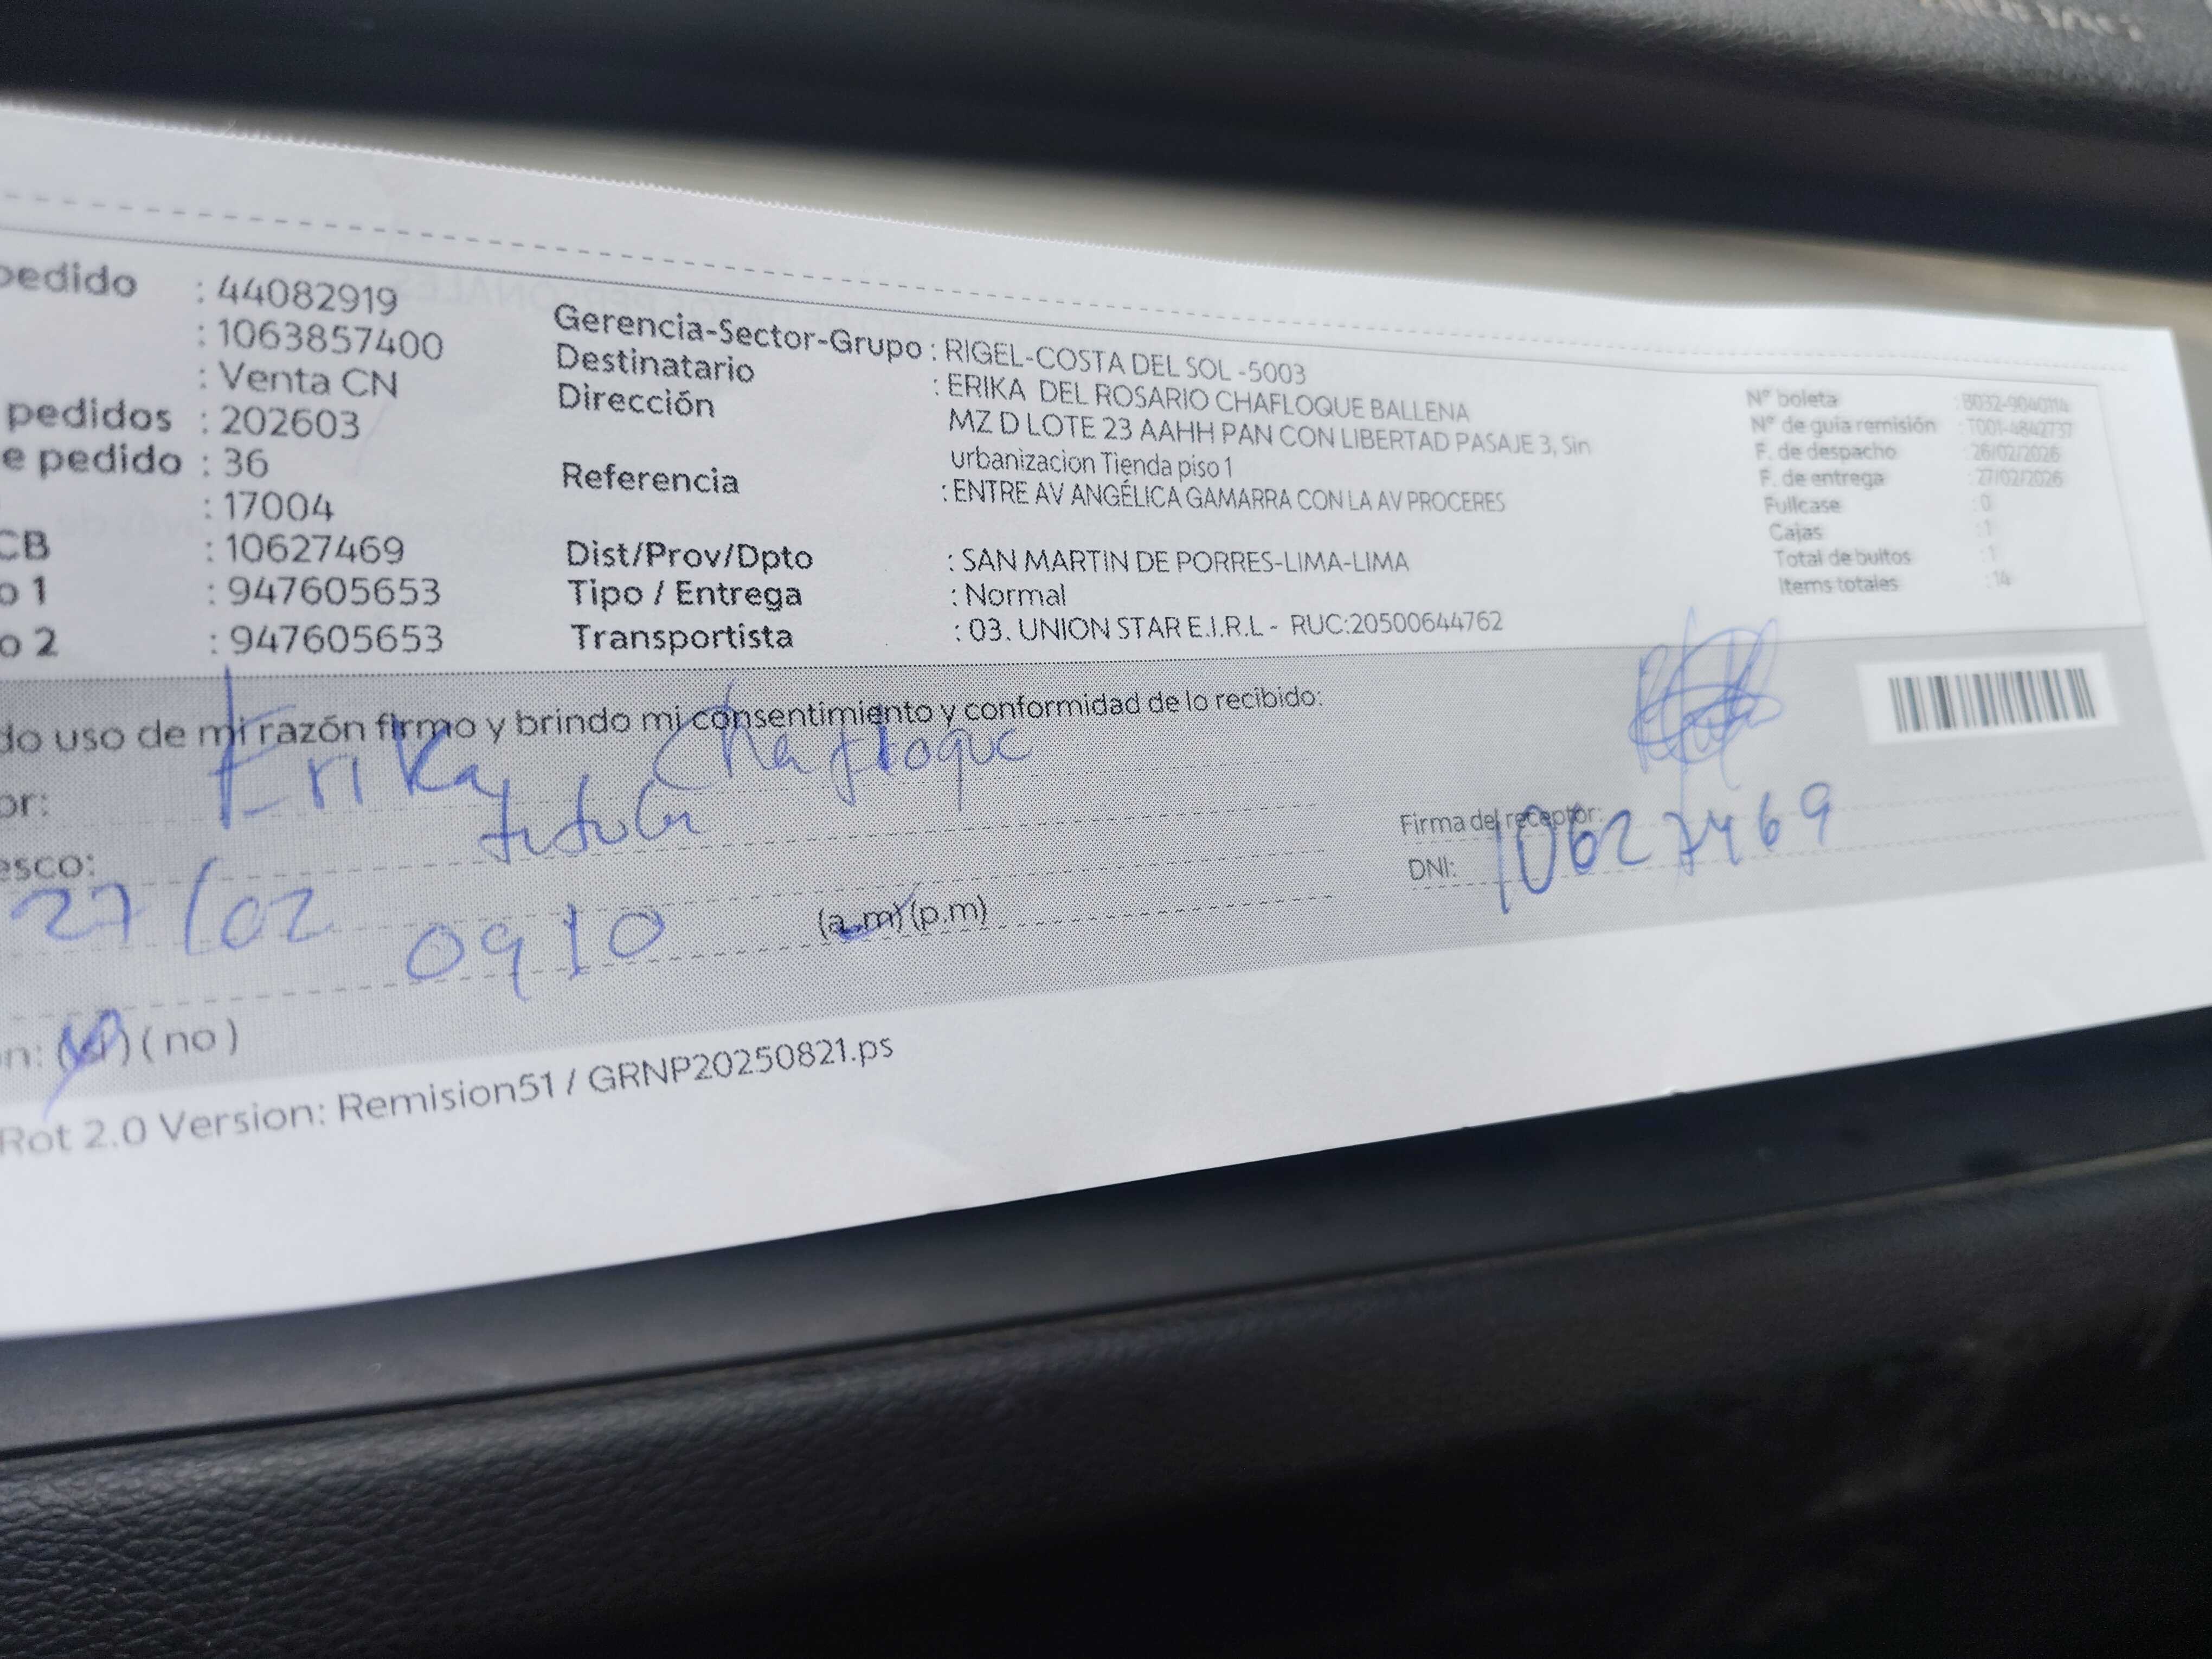 pedido : 44082919
: 1063857400
: Venta CN
pedidos : 202603
e pedido : 36
: 17004
CB : 10627469
o 1 : 947605653
o 2 : 947605653
Gerencia-Sector-Grupo : RIGEL-COSTA DEL SOL -5003
Destinatario : ERIKA DEL ROSARIO CHAFLOQUE BALLENA
Dirección MZ D LOTE 23 AAHH PAN CON LIBERTAD PASAJE 3, Sin
urbanizacion Tienda piso 1
Referencia : ENTRE AV ANGÉLICA GAMARRA CON LA AV PROCERES
Dist/Prov/Dpto : SAN MARTIN DE PORRES-LIMA-LIMA
Tipo / Entrega : Normal
Transportista : 03. UNION STAR E.I.R.L - RUC:20500644762
N° boleta
N° de guia remisión
F. de despacho : 26/02/2026
F. de entrega : 27/02/2026
Fullcase : 0
Cajas : 1
Total de bultos : 1
Items totales : 14
do uso de mi razón firmo y brindo mi consentimiento y conformidad de lo recibido:
or: Erika Chafloque
esco: titular
27/02
0910 (a.m) (p.m)
n: (si) ( no )
Firma del receptor:
DNI: 10627469
Rot 2.0 Version: Remision51 / GRNP20250821.ps